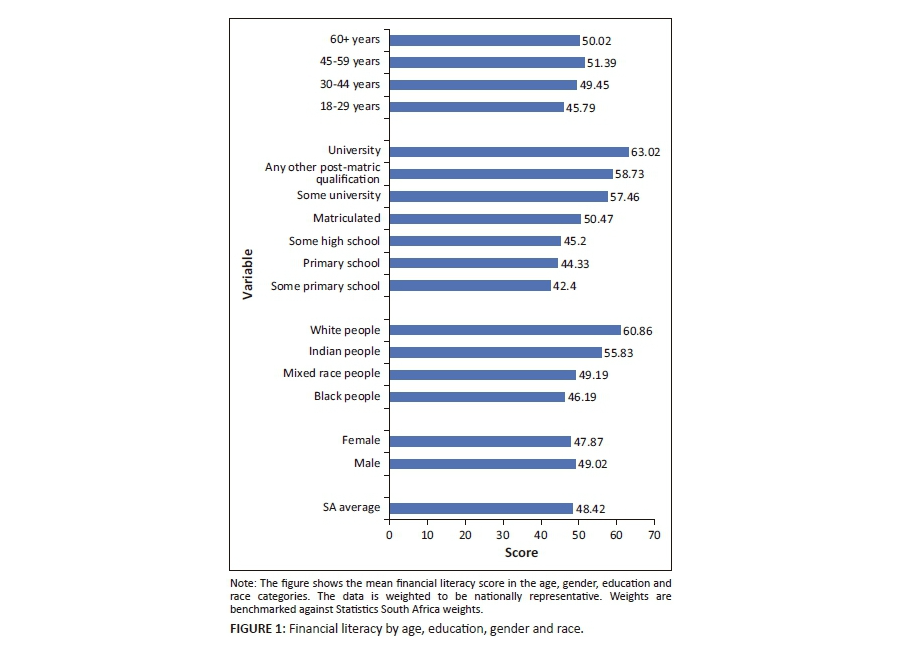 60+ years 50.02
45-59 years 51.39
30-44 years 49.45
18-29 years 45.79
University 63.02
Any other post-matric
qualification 58.73
Some university 57.46
Matriculated 50.47
Some high school 45.2
Primary school 44.33
Some primary school 42.4
Variable
White people 60.86
Indian people 55.83
Mixed race people 49.19
Black people 46.19
Female 47.87
Male 49.02
SA average 48.42
0 10 20 30 40 50 60 70
Score
Note: The figure shows the mean financial literacy score in the age, gender, education and
race categories. The data is weighted to be nationally representative. Weights are
benchmarked against Statistics South Africa weights.
FIGURE 1: Financial literacy by age, education, gender and race.